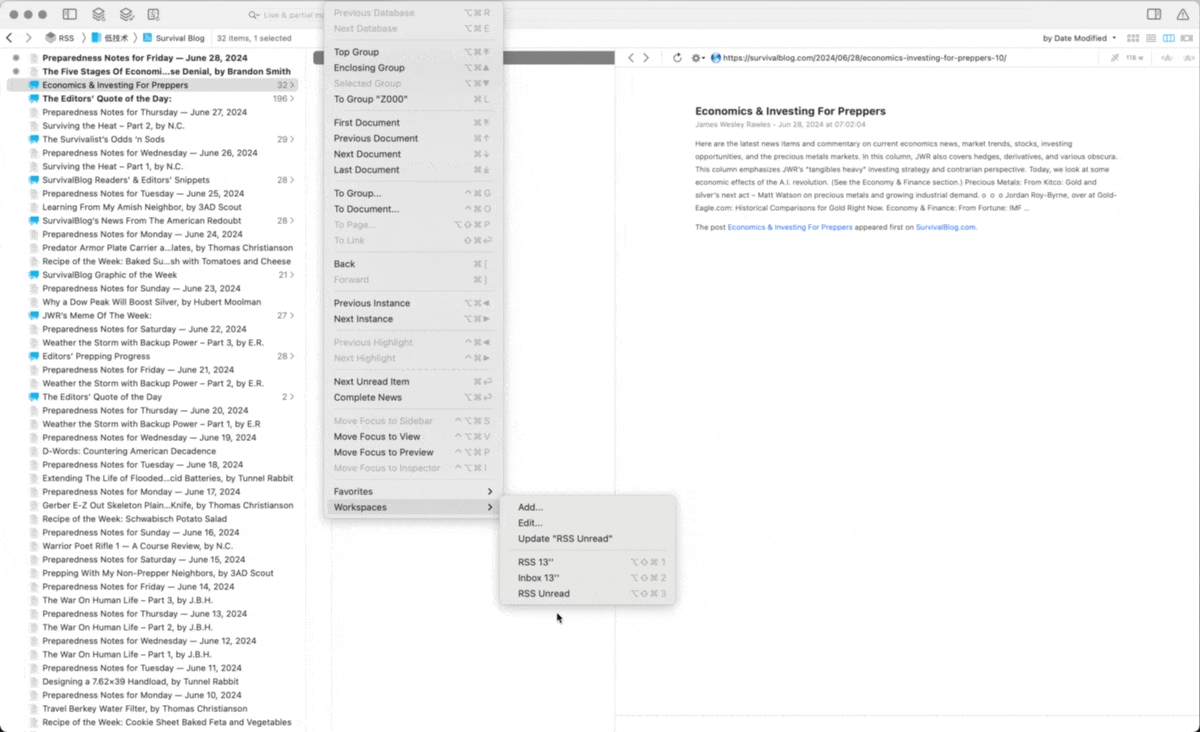 Live & partial ma
RSS
低技术
Survival Blog
32 items, 1 selected
by Date Modified
Preparedness Notes for Friday — June 28, 2024
The Five Stages Of Economi...se Denial, by Brandon Smith
Economics & Investing For Preppers 32
The Editors' Quote of the Day: 196
Preparedness Notes for Thursday — June 27, 2024
Surviving the Heat – Part 2, by N.C.
The Survivalist's Odds 'n Sods 29
Preparedness Notes for Wednesday — June 26, 2024
Surviving the Heat – Part 1, by N.C.
SurvivalBlog Readers' & Editors' Snippets 28
Preparedness Notes for Tuesday — June 25, 2024
Learning From My Amish Neighbor, by 3AD Scout
SurvivalBlog's News From The American Redoubt 28
Preparedness Notes for Monday — June 24, 2024
Predator Armor Plate Carrier a...lates, by Thomas Christianson
Recipe of the Week: Baked Su...sh with Tomatoes and Cheese
SurvivalBlog Graphic of the Week 21
Preparedness Notes for Sunday — June 23, 2024
Why a Dow Peak Will Boost Silver, by Hubert Moolman
JWR's Meme Of The Week: 27
Preparedness Notes for Saturday — June 22, 2024
Weather the Storm with Backup Power – Part 3, by E.R.
Editors' Prepping Progress 28
Preparedness Notes for Friday — June 21, 2024
Weather the Storm with Backup Power – Part 2, by E.R.
The Editors' Quote of the Day 2
Preparedness Notes for Thursday — June 20, 2024
Weather the Storm with Backup Power – Part 1, by E.R
Preparedness Notes for Wednesday — June 19, 2024
D-Words: Countering American Decadence
Preparedness Notes for Tuesday — June 18, 2024
Extending The Life of Flooded...cid Batteries, by Tunnel Rabbit
Preparedness Notes for Monday — June 17, 2024
Gerber E-Z Out Skeleton Plain...Knife, by Thomas Christianson
Recipe of the Week: Schwabisch Potato Salad
Preparedness Notes for Sunday — June 16, 2024
Warrior Poet Rifle 1 — A Course Review, by N.C.
Preparedness Notes for Saturday — June 15, 2024
Prepping With My Non-Prepper Neighbors, by 3AD Scout
Preparedness Notes for Friday — June 14, 2024
The War On Human Life – Part 3, by J.B.H.
Preparedness Notes for Thursday — June 13, 2024
The War On Human Life – Part 2, by J.B.H.
Preparedness Notes for Wednesday — June 12, 2024
The War On Human Life – Part 1, by J.B.H.
Preparedness Notes for Tuesday — June 11, 2024
Designing a 7.62×39 Handload, by Tunnel Rabbit
Preparedness Notes for Monday — June 10, 2024
Travel Berkey Water Filter, by Thomas Christianson
Recipe of the Week: Cookie Sheet Baked Feta and Vegetables
Previous Database ⌥⌘R
Next Database ⌥⌘E
Top Group
Enclosing Group ⌥⌘▲
Selected Group ⌥⌘▼
To Group "Z000" ⌘L
First Document
Previous Document ⌘↑
Next Document ⌘↓
Last Document
To Group... ^⌘G
To Document... ^⌘O
To Page... ⌥⇧⌘P
To Link ⇧⌘⏎
Back ⌘[
Forward ⌘]
Previous Instance ⌥⌘◀
Next Instance ⌥⌘▶
Previous Highlight ^⌘◀
Next Highlight ^⌘▶
Next Unread Item ⌘⏎
Complete News ⌥⌘⏎
Move Focus to Sidebar ^⌥⌘S
Move Focus to View ^⌥⌘V
Move Focus to Preview ^⌥⌘P
Move Focus to Inspector ^⌥⌘I
Favorites
Workspaces
Add...
Edit...
Update "RSS Unread"
RSS 13'' ⌥⇧⌘1
Inbox 13'' ⌥⇧⌘2
RSS Unread ⌥⇧⌘3
https://survivalblog.com/2024/06/28/economics-investing-for-preppers-10/
118 w
Economics & Investing For Preppers
James Wesley Rawles - Jun 28, 2024 at 07:02:04
Here are the latest news items and commentary on current economics news, market trends, stocks, investing
opportunities, and the precious metals markets. In this column, JWR also covers hedges, derivatives, and various obscura.
This column emphasizes JWR's "tangibles heavy" investing strategy and contrarian perspective. Today, we look at some
economic effects of the A.I. revolution. (See the Economy & Finance section.) Precious Metals: From Kitco: Gold and
silver's next act – Matt Watson on precious metals and growing industrial demand. o o o Jordan Roy-Byrne, over at Gold-
Eagle.com: Historical Comparisons for Gold Right Now. Economy & Finance: From Fortune: IMF ...
The post Economics & Investing For Preppers appeared first on SurvivalBlog.com.